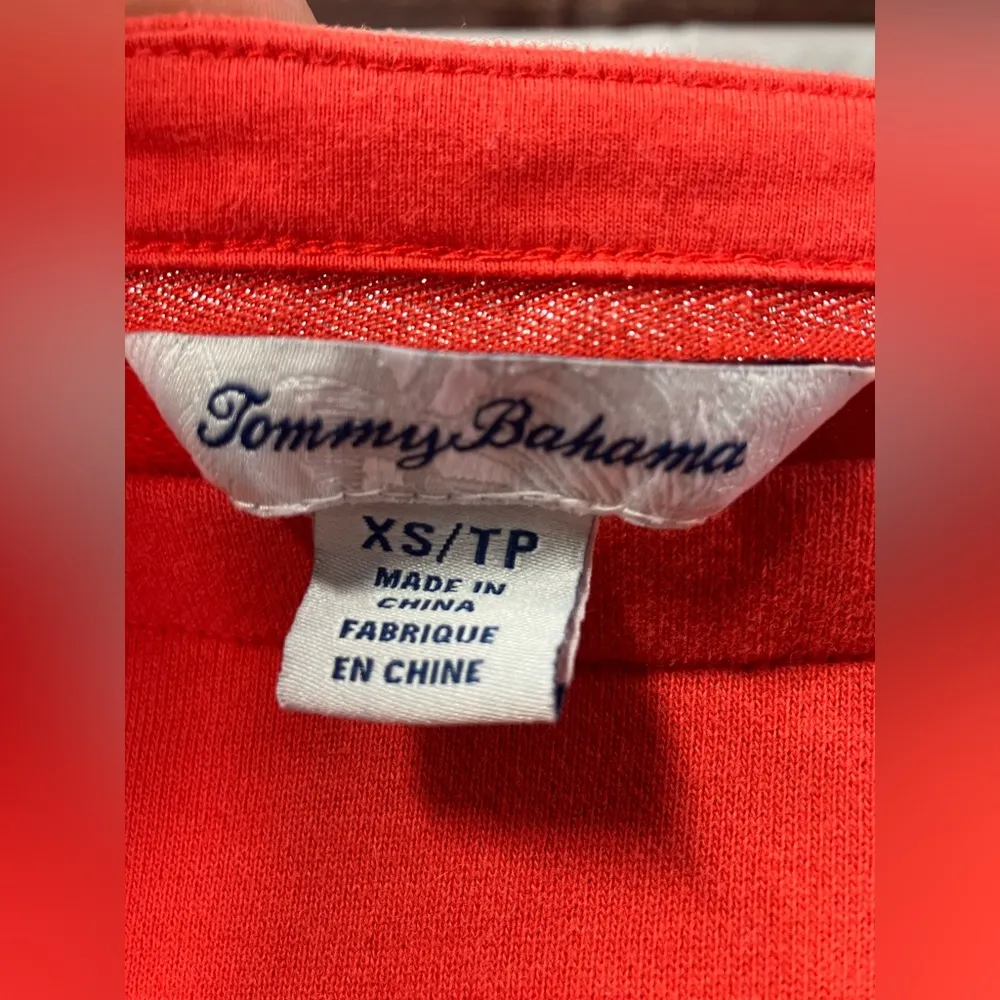 Tommy Bahama
XS/TP
MADE IN
CHINA
FABRIQUE
EN CHINE